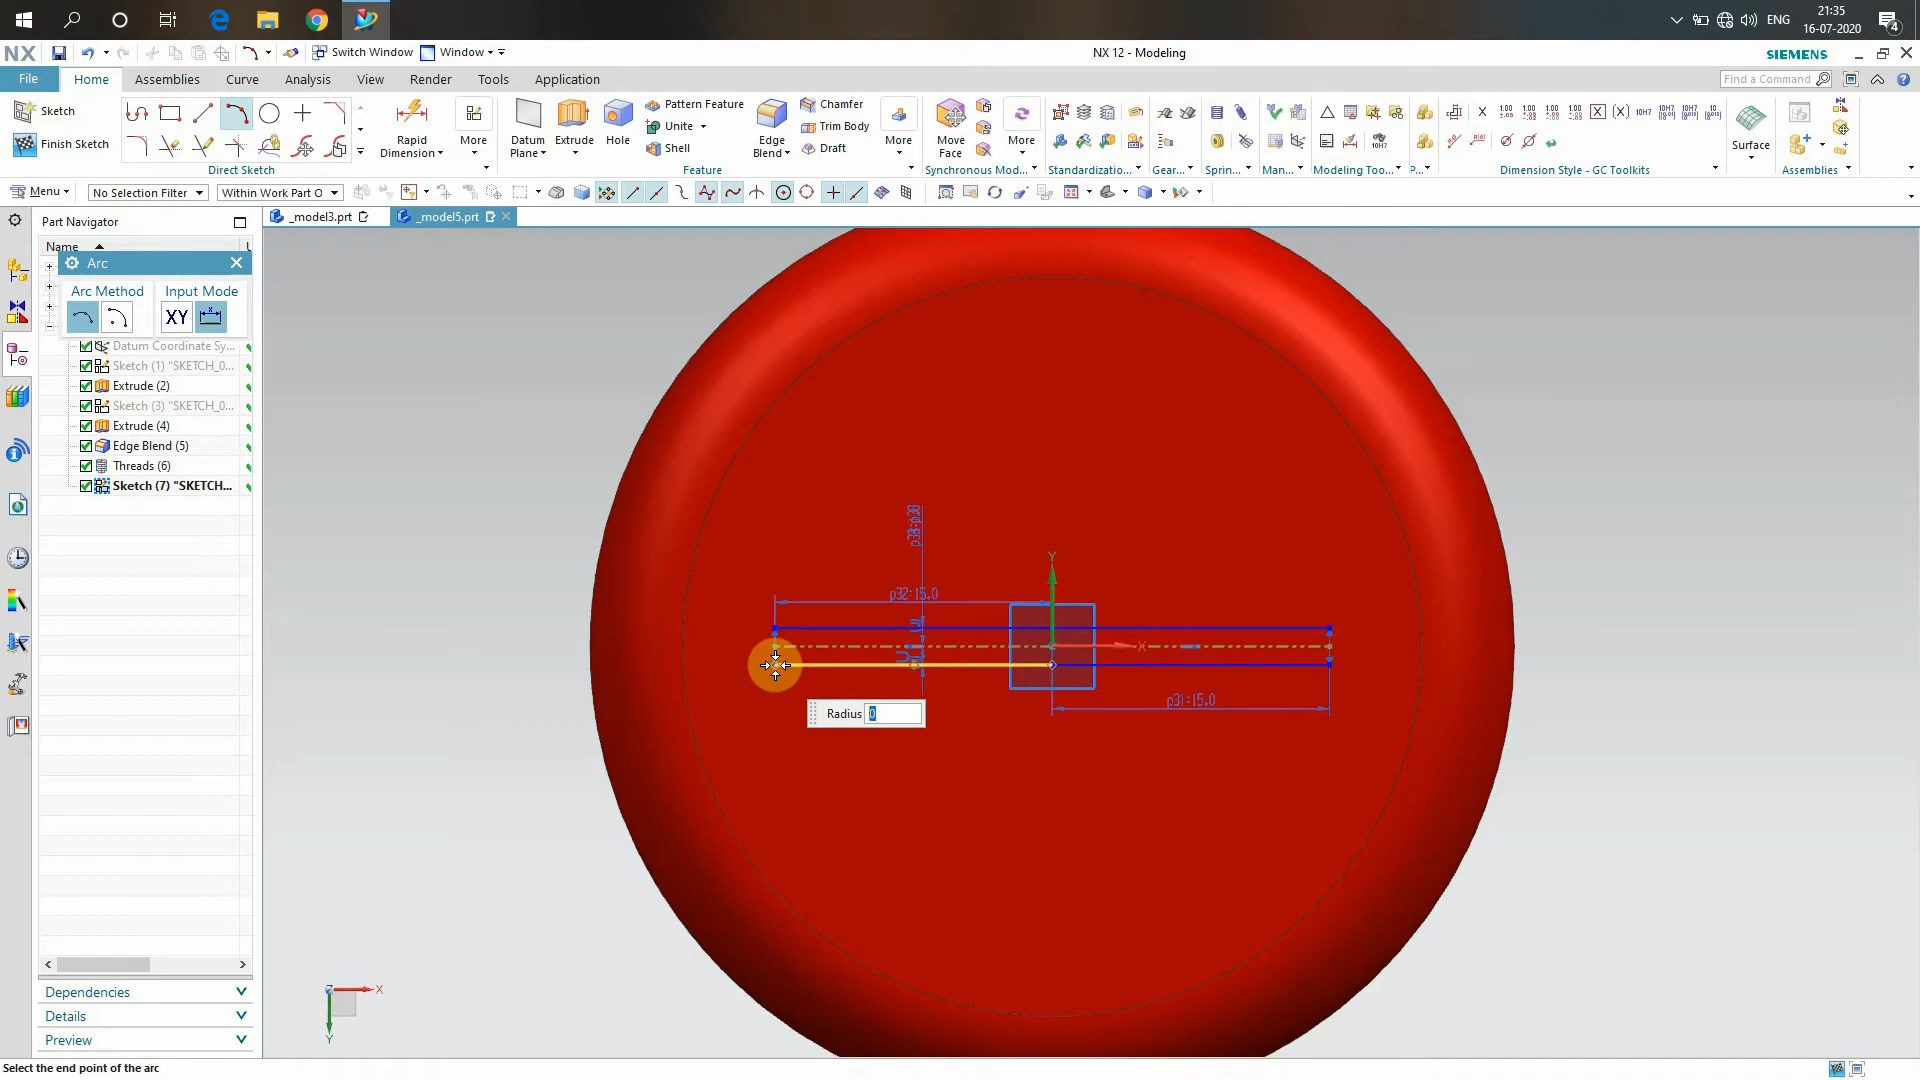 ENG
21:35
16-07-2020
4
NX
Switch Window
Window
NX 12 - Modeling
SIEMENS
File
Home
Assemblies
Curve
Analysis
View
Render
Tools
Application
Find a Command
Sketch
Finish Sketch
Rapid Dimension
More
Direct Sketch
Datum Plane
Extrude
Hole
Pattern Feature
Unite
Shell
Edge Blend
Chamfer
Trim Body
Draft
More
Feature
Move Face
More
Synchronous Mod...
Standardizatio...
Gear...
Sprin...
Man...
Modeling Too...
P...
Dimension Style - GC Toolkits
Surface
Assemblies
Menu
No Selection Filter
Within Work Part O
Part Navigator
_model3.prt
_model5.prt
Name
Arc
Arc Method
Input Mode
XY
Datum Coordinate Sy...
Sketch (1) "SKETCH_0...
Extrude (2)
Sketch (3) "SKETCH_0...
Extrude (4)
Edge Blend (5)
Threads (6)
Sketch (7) "SKETCH...
p32:15.0
Y
X
Radius 0
p31:15.0
Z
X
Y
Dependencies
Details
Preview
Select the end point of the arc